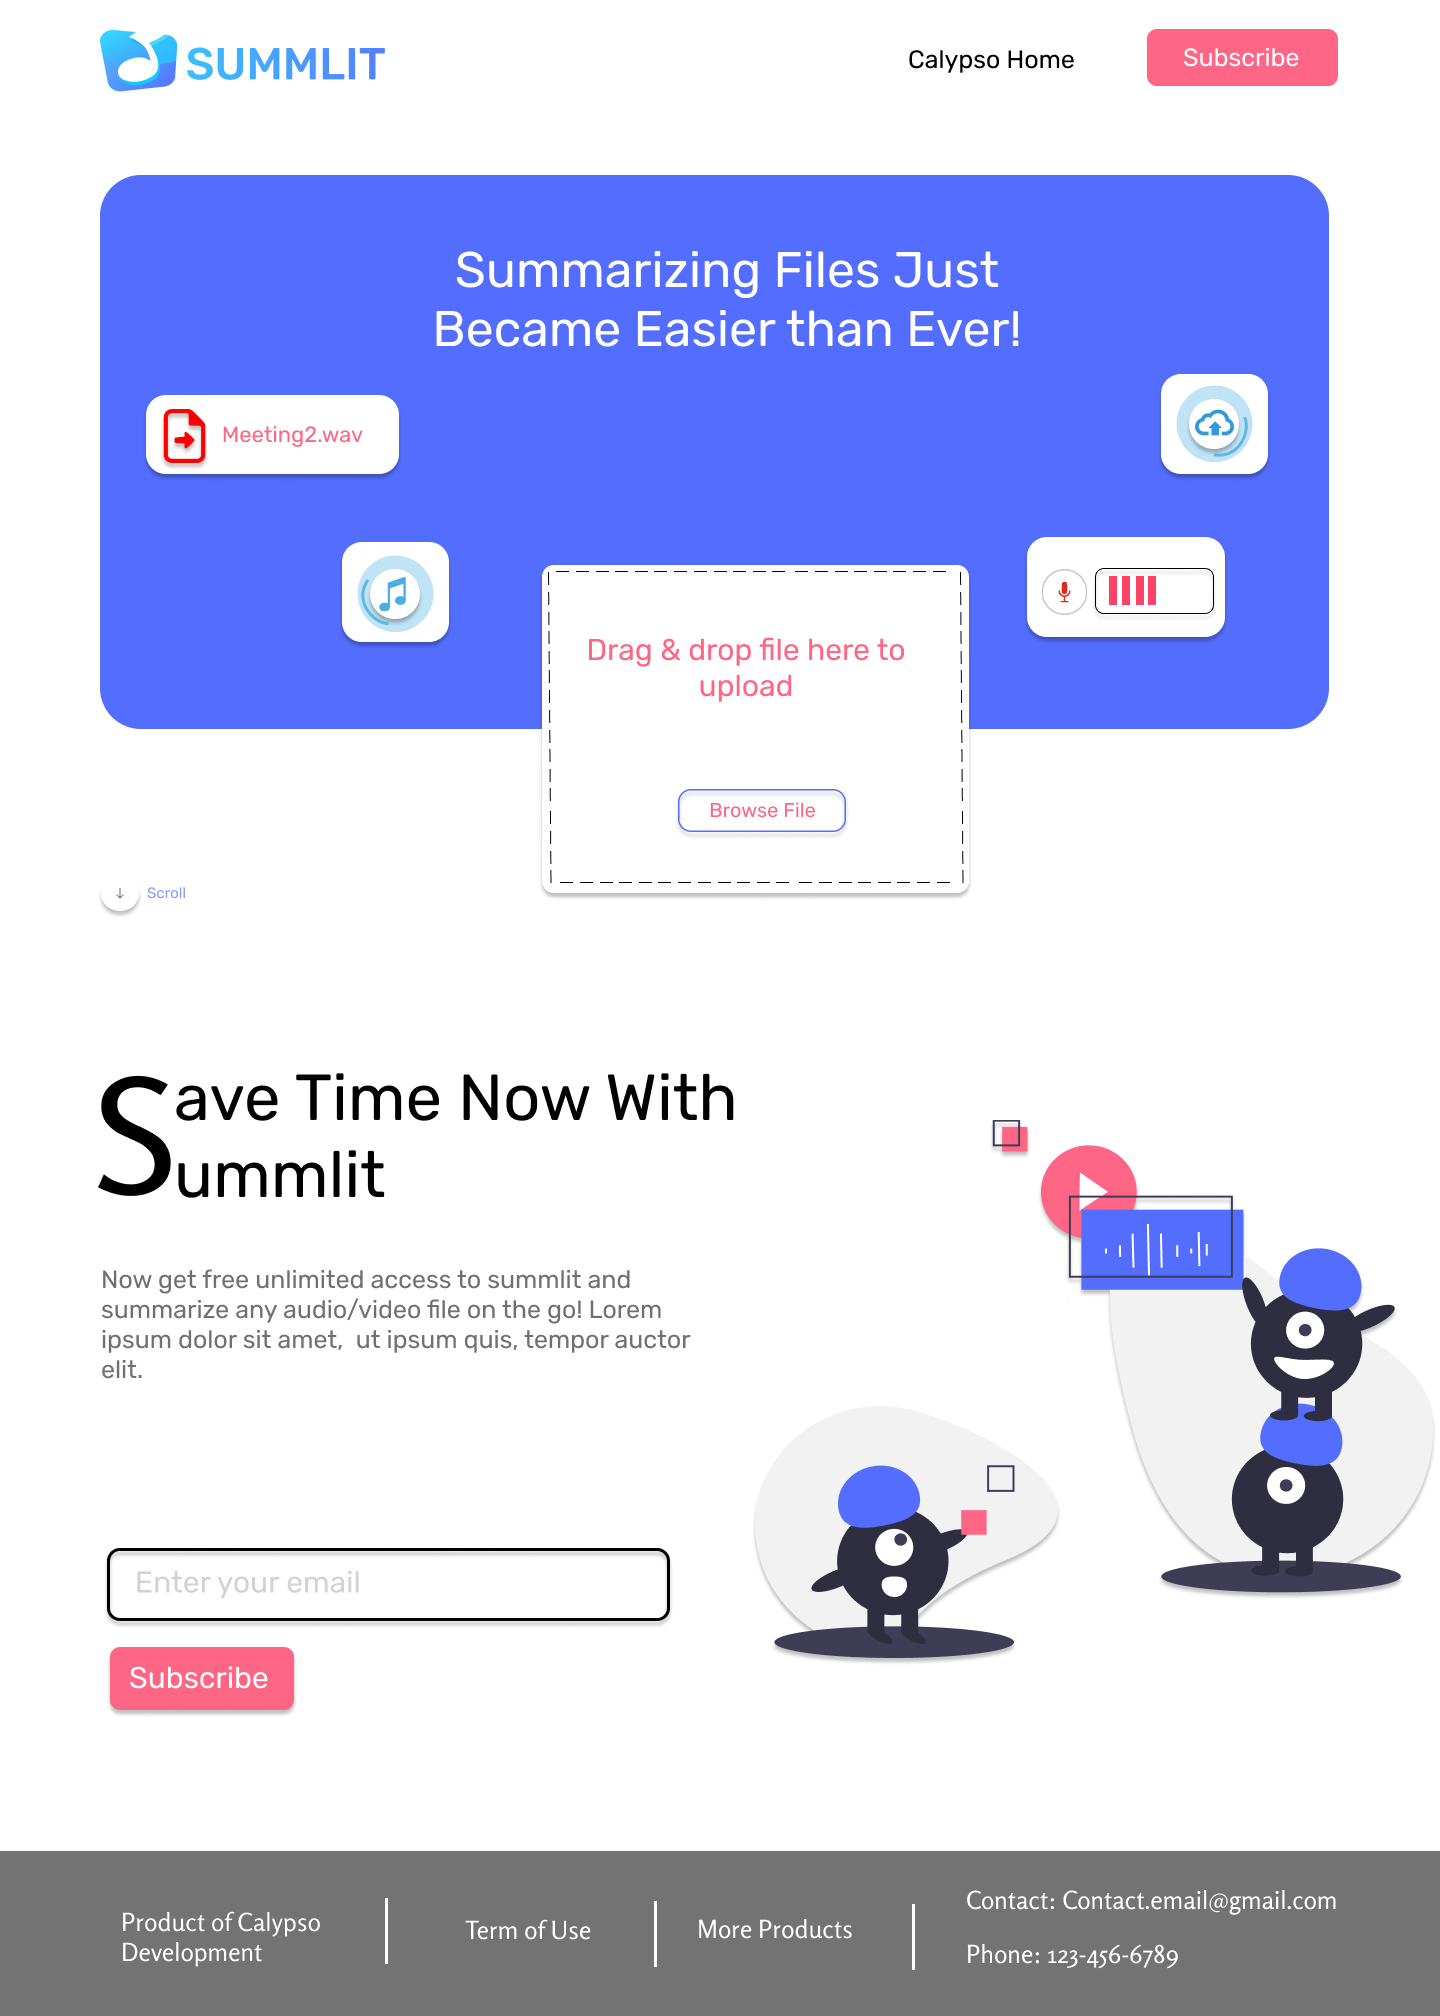 SUMMLIT
Calypso Home
Subscribe
Summarizing Files Just
Became Easier than Ever!
Meeting2.wav
Drag & drop file here to
upload
Browse File
Scroll
Save Time Now With
Summlit
Now get free unlimited access to summlit and
summarize any audio/video file on the go! Lorem
ipsum dolor sit amet,  ut ipsum quis, tempor auctor
elit.
Enter your email
Subscribe
Product of Calypso
Development
Term of Use
More Products
Contact: Contact.email@gmail.com
Phone: 123-456-6789